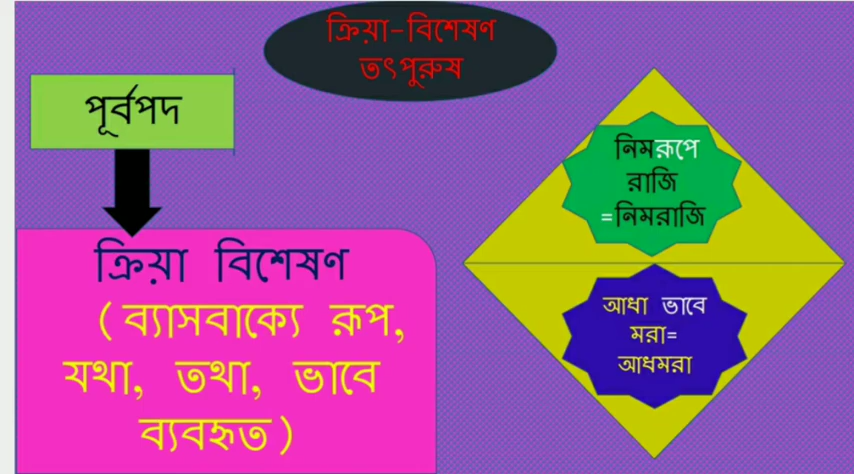 ক্রিয়া-বিশেষণ
তৎপুরুষ
পূর্বপদ
ক্রিয়া বিশেষণ
(ব্যাসবাক্যে রূপ,
যথা, তথা, ভাবে
ব্যবহৃত)
নিমরূপে
রাজি
=নিমরাজি
আধা ভাবে
মরা=
আধমরা